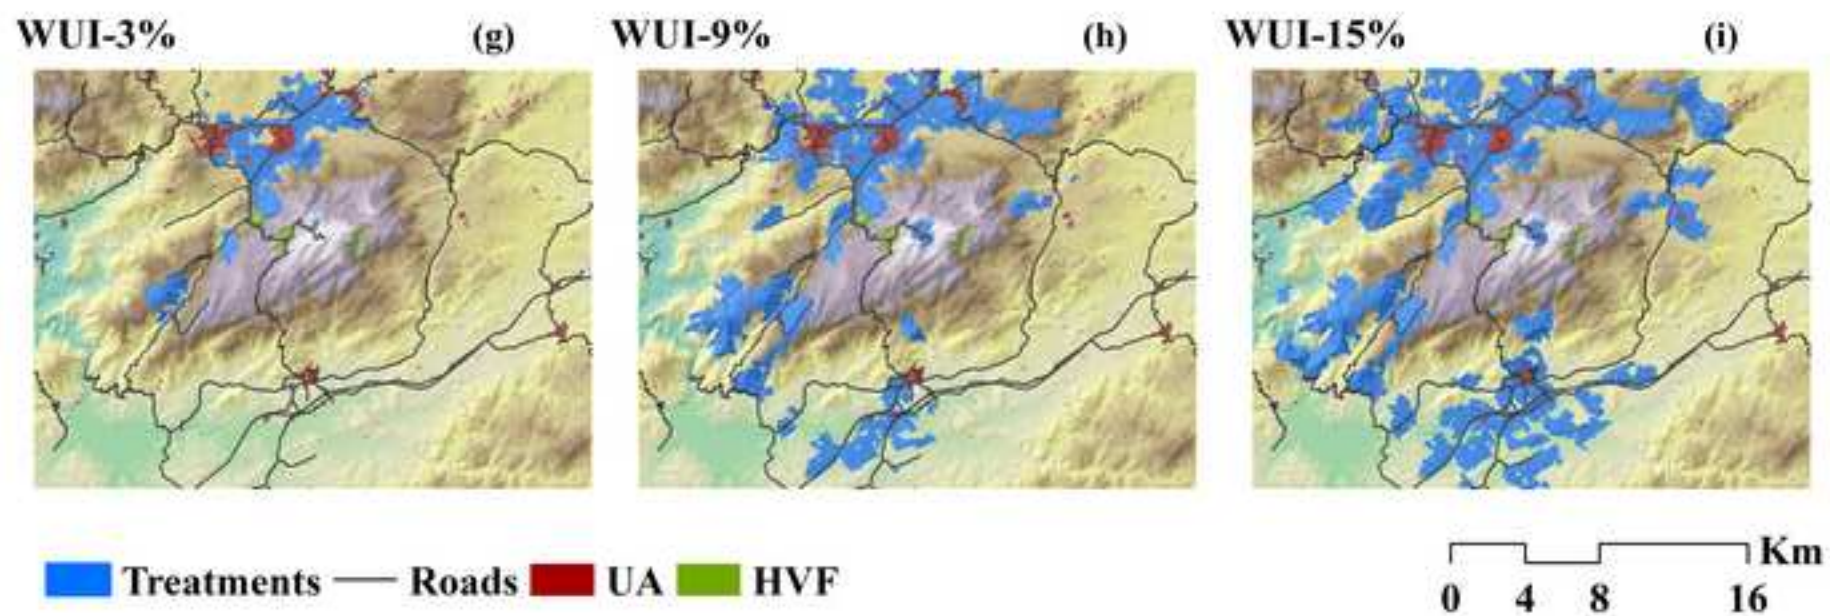 WUI-3% (g) WUI-9% (h) WUI-15% (i)
Treatments Roads UA HVF
Km
0 4 8 16